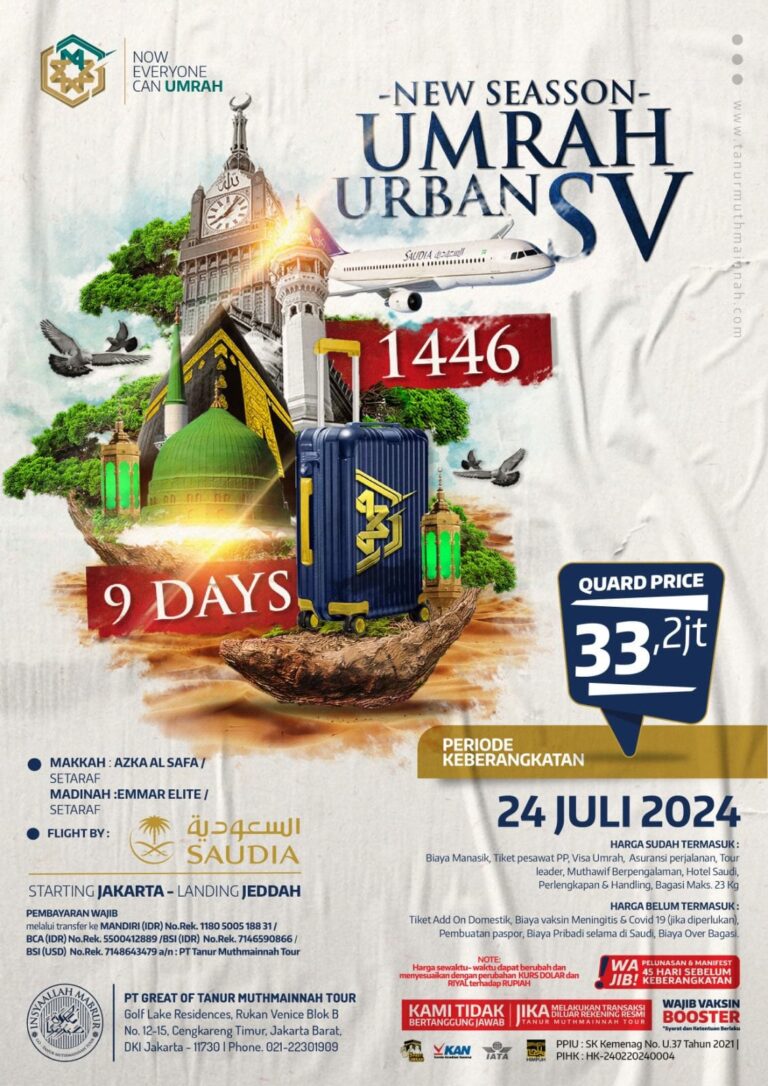 NOW
EVERYONE
CAN UMRAH
-NEW SEASSON-
UMRAH
URBAN SV
www.tanurmuthmainnah.com
SAUDIA السعودية
1446
9 DAYS
QUARD PRICE
33,2jt
PERIODE
KEBERANGKATAN
24 JULI 2024
MAKKAH : AZKA AL SAFA /
SETARAF
MADINAH :EMMAR ELITE /
SETARAF
FLIGHT BY :
السعودية
SAUDIA
STARTING JAKARTA – LANDING JEDDAH
PEMBAYARAN WAJIB
melalui transfer ke MANDIRI (IDR) No.Rek. 1180 5005 188 31 /
BCA (IDR) No.Rek. 5500412889 /BSI (IDR) No.Rek. 7146590866 /
BSI (USD) No.Rek. 7148643479 a/n : PT Tanur Muthmainnah Tour
HARGA SUDAH TERMASUK :
Biaya Manasik, Tiket pesawat PP, Visa Umrah, Asuransi perjalanan, Tour
leader, Muthawif Berpengalaman, Hotel Saudi,
Perlengkapan & Handling, Bagasi Maks. 23 Kg
HARGA BELUM TERMASUK :
Tiket Add On Domestik, Biaya vaksin Meningitis & Covid 19 (jika diperlukan),
Pembuatan paspor, Biaya Pribadi selama di Saudi, Biaya Over Bagasi.
NOTE:
Harga sewaktu- waktu dapat berubah dan
menyesuaikan dengan perubahan KURS DOLAR dan
RIYAL terhadap RUPIAH
WA
JIB!
PELUNASAN & MANIFEST
45 HARI SEBELUM
KEBERANGKATAN
KAMI TIDAK
BERTANGGUNG JAWAB
JIKA MELAKUKAN TRANSAKSI
DILUAR REKENING RESMI
TANUR MUTHMAINNAH TOUR
WAJIB VAKSIN
BOOSTER
*Syarat dan Ketentuan Berlaku
INSYAALLAH MABRUR
TANUR MUTHMAINNAH TOUR
PT GREAT OF TANUR MUTHMAINNAH TOUR
Golf Lake Residences, Rukan Venice Blok B
No. 12-15, Cengkareng Timur, Jakarta Barat,
DKI Jakarta - 11730 | Phone. 021-22301909
KAN
IATA
HIMPUH
PPIU : SK Kemenag No. U.37 Tahun 2021 |
PIHK : HK-240220240004